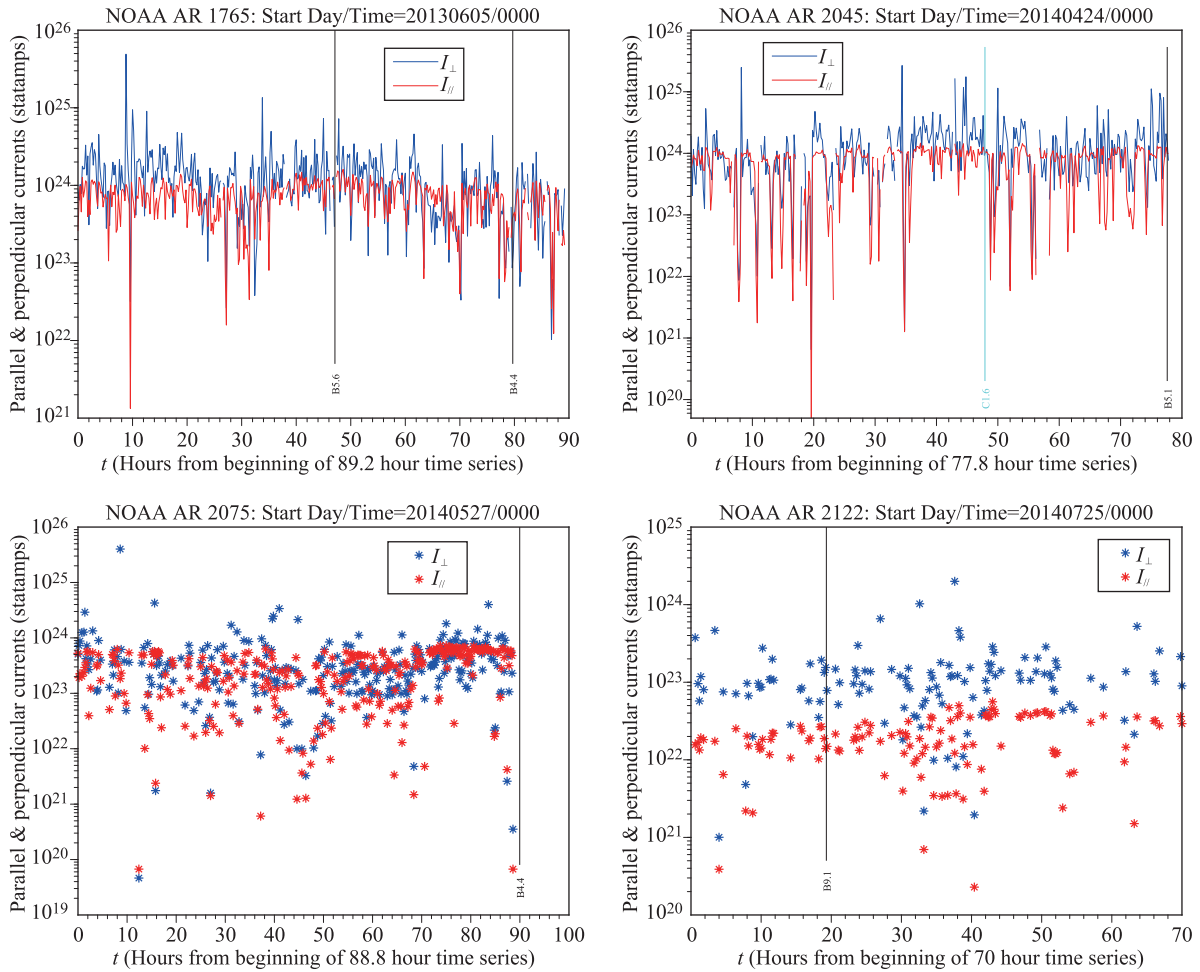 NOAA AR 1765: Start Day/Time=20130605/0000
Parallel & perpendicular currents (statamps)
10^26
10^25
10^24
10^23
10^22
10^21
I⊥
I//
B5.6
B4.4
0 10 20 30 40 50 60 70 80 90
t (Hours from beginning of 89.2 hour time series)
NOAA AR 2045: Start Day/Time=20140424/0000
Parallel & perpendicular currents (statamps)
10^26
10^25
10^24
10^23
10^22
10^21
10^20
I⊥
I//
C1.6
B5.1
0 10 20 30 40 50 60 70 80
t (Hours from beginning of 77.8 hour time series)
NOAA AR 2075: Start Day/Time=20140527/0000
Parallel & perpendicular currents (statamps)
10^26
10^25
10^24
10^23
10^22
10^21
10^20
10^19
I⊥
I//
B4.4
0 10 20 30 40 50 60 70 80 90 100
t (Hours from beginning of 88.8 hour time series)
NOAA AR 2122: Start Day/Time=20140725/0000
Parallel & perpendicular currents (statamps)
10^25
10^24
10^23
10^22
10^21
10^20
I⊥
I//
B9.1
0 10 20 30 40 50 60 70
t (Hours from beginning of 70 hour time series)